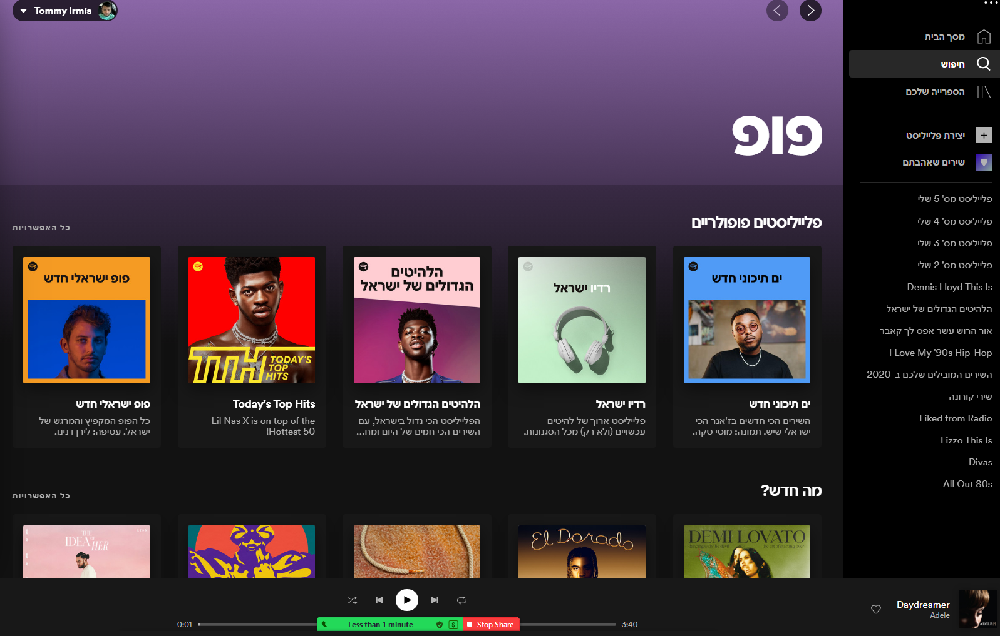 Tommy Irmia
מסך הבית
חיפוש
הספרייה שלכם
יצירת פלייליסט
שירים שאהבתם
פלייליסט מס' 5 שלי
פלייליסט מס' 4 שלי
פלייליסט מס' 3 שלי
פלייליסט מס' 2 שלי
Dennis Lloyd This Is
הלהיטים הגדולים של ישראל
אור הרוש עשר אפס לך קאבר
I Love My '90s Hip-Hop
השירים המובילים שלכם ב-2020
שירי קורונה
Liked from Radio
Lizzo This Is
Divas
All Out 80s
פופ
פלייליסטים פופולריים
כל האפשרויות
ים תיכוני חדש
ים תיכוני חדש
השירים הכי חדשים בז'אנר הכי
ישראלי שיש. תמונה: מוטי טקה.
רדיו ישראל
רדיו ישראל
פלייליסט ארוך של להיטים
עכשויים (ולא רק) מכל הסגנונות.
הלהיטים
הגדולים של ישראל
הלהיטים הגדולים של ישראל
הפלייליסט הכי גדול בישראל, עם
השירים הכי חמים של היום ומח...
TTH TODAY'S
TOP
HITS
Today's Top Hits
Lil Nas X is on top of the
Hottest 50!
פופ ישראלי חדש
פופ ישראלי חדש
כל הפופ המקפיץ והמרגש של
ישראל. עטיפה: לירן דנינו.
מה חדש?
כל האפשרויות
DEMI LOVATO
dancing with the devil the art of starting over
El Dorado
THE
IDEA OF
HER
Daydreamer
Adele
ADELE
0:01
Less than 1 minute
Stop Share
3:40